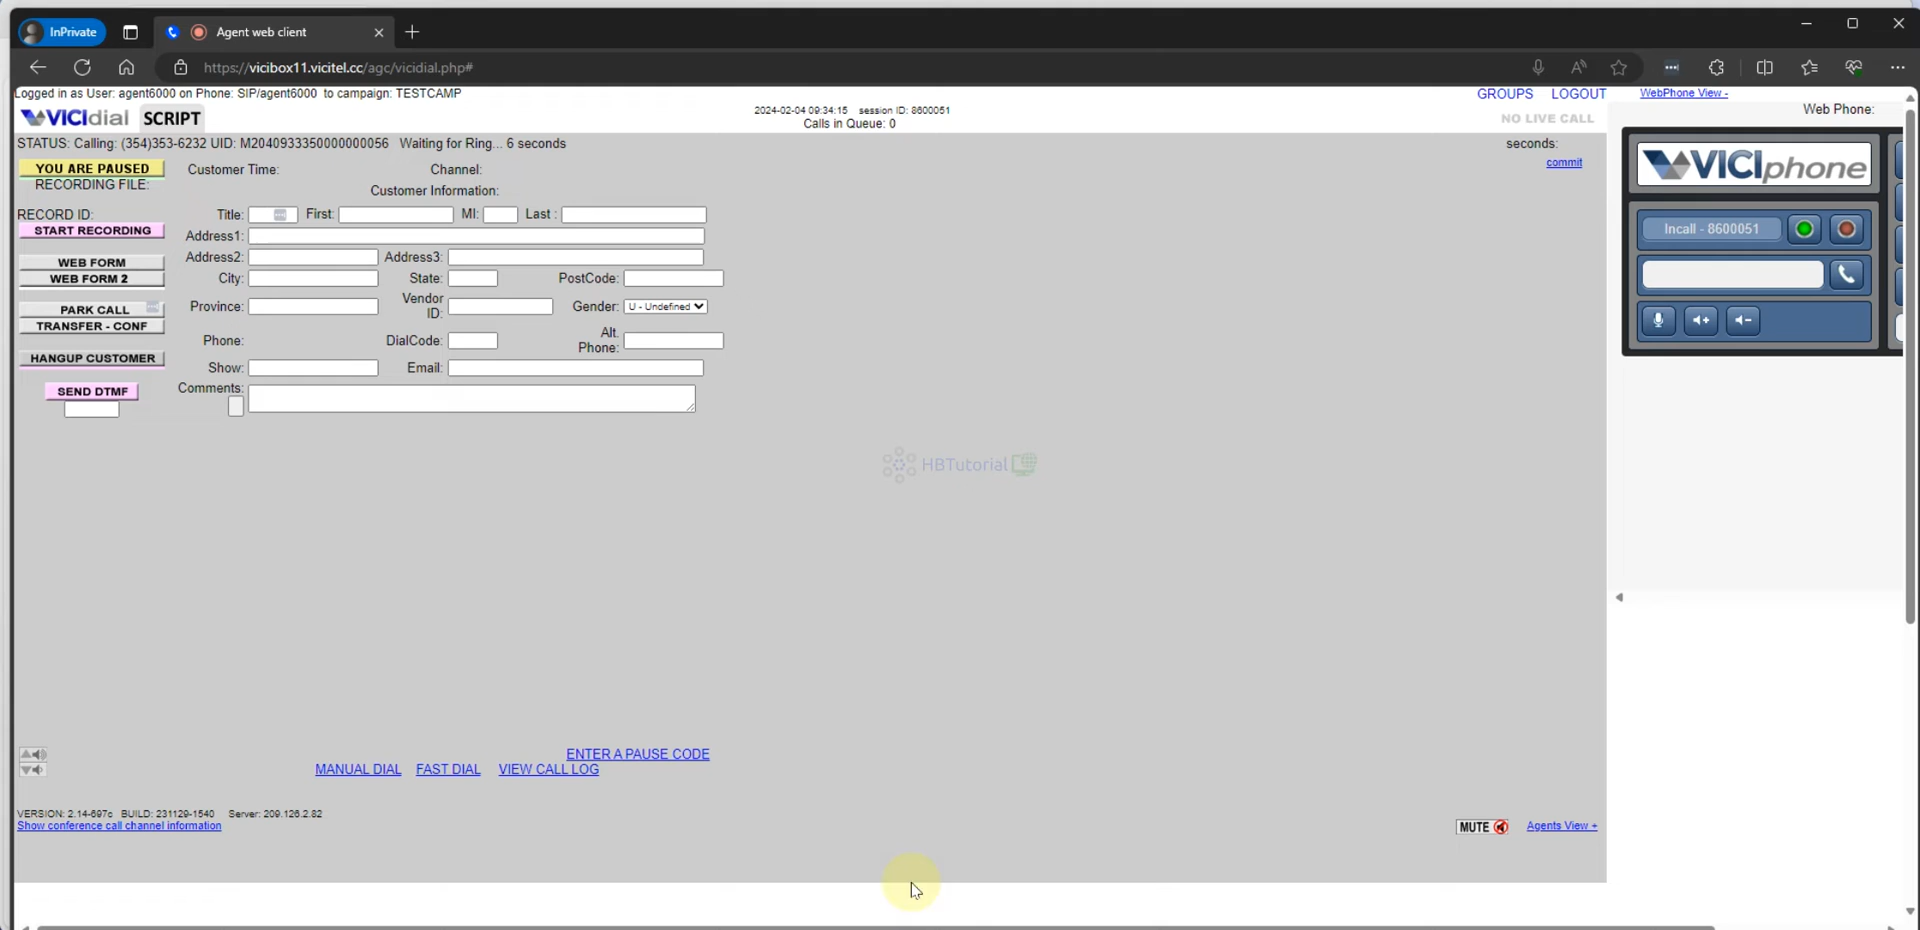 InPrivate
Agent web client
https://vicibox11.vicitel.cc/agc/vicidial.php#
Logged in as User: agent6000 on Phone: SIP/agent6000 to campaign: TESTCAMP
GROUPS LOGOUT WebPhone View -
VICIdial SCRIPT
2024-02-04 09:34:15 session ID: 8600051
Calls in Queue: 0
NO LIVE CALL
Web Phone:
STATUS: Calling: (354)353-6232 UID: M2040933350000000056 Waiting for Ring... 6 seconds
seconds:
commit
YOU ARE PAUSED
Customer Time: Channel:
RECORDING FILE:
Customer Information:
RECORD ID:
Title: First: MI: Last :
START RECORDING
Address1:
Address2: Address3:
WEB FORM
WEB FORM 2
City: State: PostCode:
Province: Vendor ID: Gender: U - Undefined
PARK CALL
TRANSFER - CONF
Phone: DialCode: Alt. Phone:
HANGUP CUSTOMER
Show: Email:
SEND DTMF
Comments:
VICIphone
Incall - 8600051
HBTutorial
ENTER A PAUSE CODE
MANUAL DIAL FAST DIAL VIEW CALL LOG
VERSION: 2.14-697c BUILD: 231129-1540 Server: 209.126.2.82
Show conference call channel information
MUTE
Agents View +